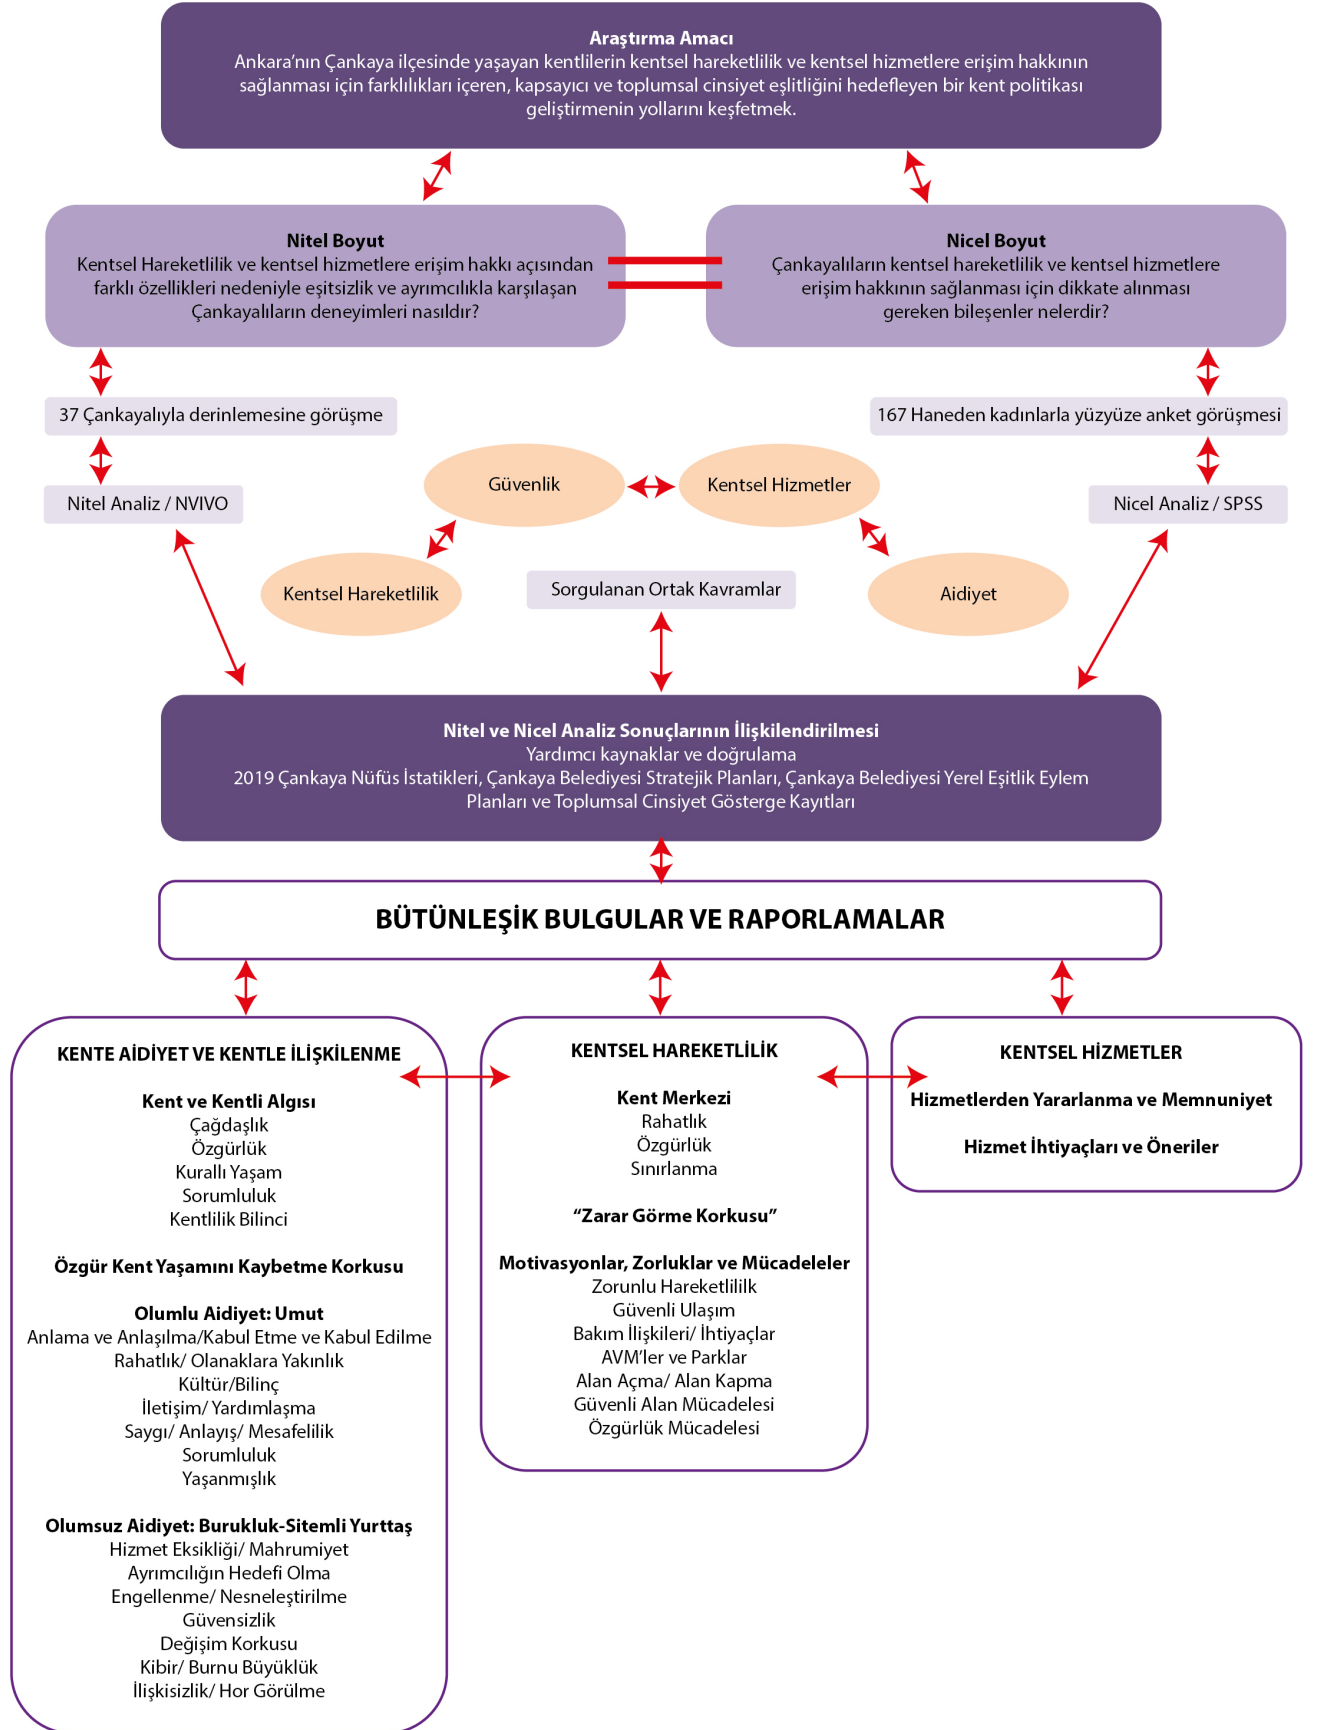 Araştırma Amacı
Ankara’nın Çankaya ilçesinde yaşayan kentlilerin kentsel hareketlilik ve kentsel hizmetlere erişim hakkının
sağlanması için farklılıkları içeren, kapsayıcı ve toplumsal cinsiyet eşlitliğini hedefleyen bir kent politikası
geliştirmenin yollarını keşfetmek.
Nitel Boyut
Kentsel Hareketlilik ve kentsel hizmetlere erişim hakkı açısından
farklı özellikleri nedeniyle eşitsizlik ve ayrımcılıkla karşılaşan
Çankayalıların deneyimleri nasıldır?
Nicel Boyut
Çankayalıların kentsel hareketlilik ve kentsel hizmetlere
erişim hakkının sağlanması için dikkate alınması
gereken bileşenler nelerdir?
37 Çankayalıyla derinlemesine görüşme
167 Haneden kadınlarla yüzyüze anket görüşmesi
Nitel Analiz / NVIVO
Güvenlik
Kentsel Hizmetler
Nicel Analiz / SPSS
Kentsel Hareketlilik
Sorgulanan Ortak Kavramlar
Aidiyet
Nitel ve Nicel Analiz Sonuçlarının İlişkilendirilmesi
Yardımcı kaynaklar ve doğrulama
2019 Çankaya Nüfüs İstatikleri, Çankaya Belediyesi Stratejik Planları, Çankaya Belediyesi Yerel Eşitlik Eylem
Planları ve Toplumsal Cinsiyet Gösterge Kayıtları
BÜTÜNLEŞİK BULGULAR VE RAPORLAMALAR
KENTE AİDİYET VE KENTLE İLİŞKİLENME
Kent ve Kentli Algısı
Çağdaşlık
Özgürlük
Kurallı Yaşam
Sorumluluk
Kentlilik Bilinci
Özgür Kent Yaşamını Kaybetme Korkusu
Olumlu Aidiyet: Umut
Anlama ve Anlaşılma/Kabul Etme ve Kabul Edilme
Rahatlık/ Olanaklara Yakınlık
Kültür/Bilinç
İletişim/ Yardımlaşma
Saygı/ Anlayış/ Mesafelilik
Sorumluluk
Yaşanmışlık
Olumsuz Aidiyet: Burukluk-Sitemli Yurttaş
Hizmet Eksikliği/ Mahrumiyet
Ayrımcılığın Hedefi Olma
Engellenme/ Nesneleştirilme
Güvensizlik
Değişim Korkusu
Kibir/ Burnu Büyüklük
İlişkisizlik/ Hor Görülme
KENTSEL HAREKETLİLİK
Kent Merkezi
Rahatlık
Özgürlük
Sınırlanma
“Zarar Görme Korkusu”
Motivasyonlar, Zorluklar ve Mücadeleler
Zorunlu Hareketlililk
Güvenli Ulaşım
Bakım İlişkileri/ İhtiyaçlar
AVM’ler ve Parklar
Alan Açma/ Alan Kapma
Güvenli Alan Mücadelesi
Özgürlük Mücadelesi
KENTSEL HİZMETLER
Hizmetlerden Yararlanma ve Memnuniyet
Hizmet İhtiyaçları ve Öneriler